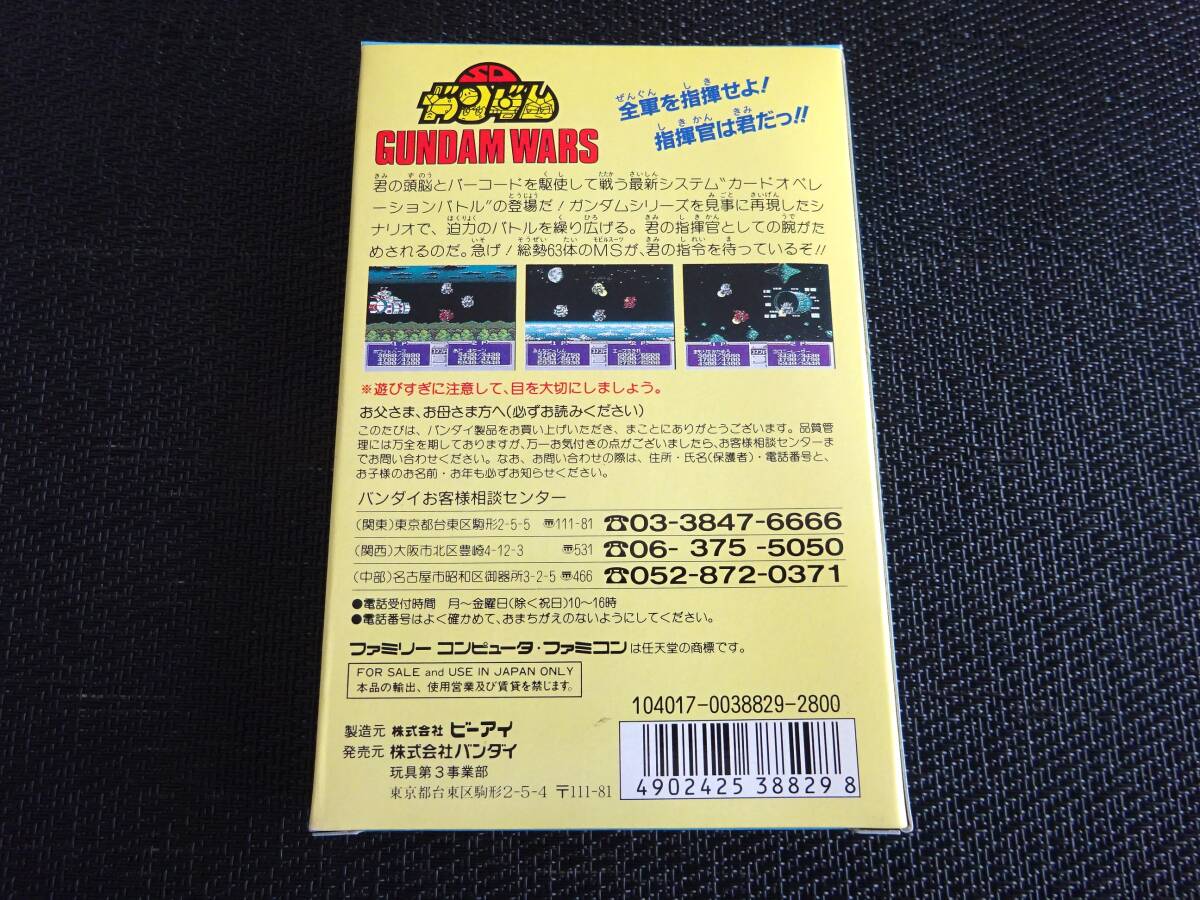 SD
ガンダム
GUNDAM WARS
全軍を指揮せよ!
指揮官は君だっ!!
君の頭脳とバーコードを駆使して戦う最新システム“カードオペレ
ーションバトル”の登場だ!ガンダムシリーズを見事に再現したシ
ナリオで、迫力のバトルを繰り広げる。君の指揮官としての腕がた
めされるのだ。急げ!総勢63体のMSが、君の指令を待っているぞ!!
※遊びすぎに注意して、目を大切にしましょう。
お父さま、お母さま方へ(必ずお読みください)
このたびは、バンダイ製品をお買い上げいただき、まことにありがとうございます。品質管
理には万全を期しておりますが、万一お気付きの点がございましたら、お客様相談センターま
でお問い合わせください。なお、お問い合わせの際は、住所・氏名(保護者)・電話番号と、
お子様のお名前・お年も必ずお知らせください。
バンダイお客様相談センター
(関東)東京都台東区駒形2-5-5 〠111-81 ☎03-3847-6666
(関西)大阪市北区豊崎4-12-3 〠531 ☎06- 375 -5050
(中部)名古屋市昭和区御器所3-2-5 〠466 ☎052-872-0371
●電話受付時間 月~金曜日(除く祝日)10~16時
●電話番号はよく確かめて、おまちがえのないようにしてください。
ファミリー コンピュータ・ファミコンは任天堂の商標です。
FOR SALE and USE IN JAPAN ONLY
本品の輸出、使用営業及び賃貸を禁じます。
104017-0038829-2800
製造元 株式会社 ビーアイ
発売元 株式会社バンダイ
玩具第3事業部
東京都台東区駒形2-5-4 〒111-81
4902425 388298